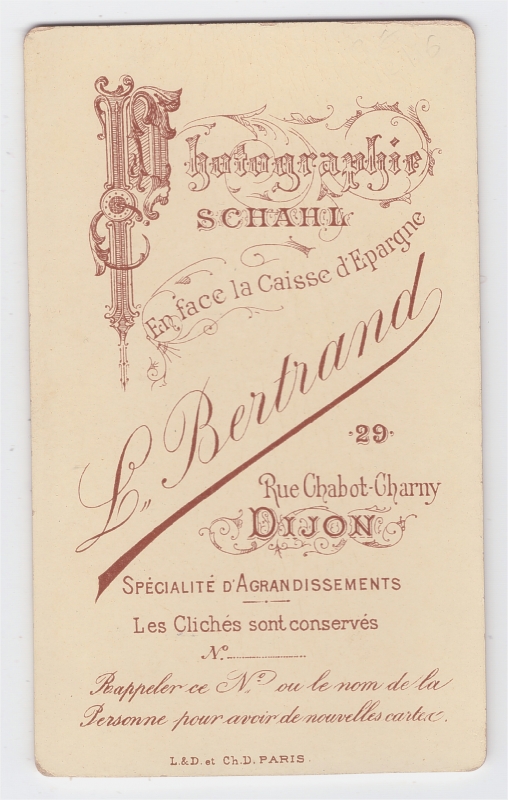 Photographie
SCHAHL
En face la Caisse d'Epargne
L. Bertrand
29
Rue Chabot-Charny
DIJON
SPÉCIALITÉ D'AGRANDISSEMENTS
Les Clichés sont conservés
N°
Rappeler ce N° ou le nom de la
Personne pour avoir de nouvelles cartes.
L.&D. et Ch.D. PARIS.